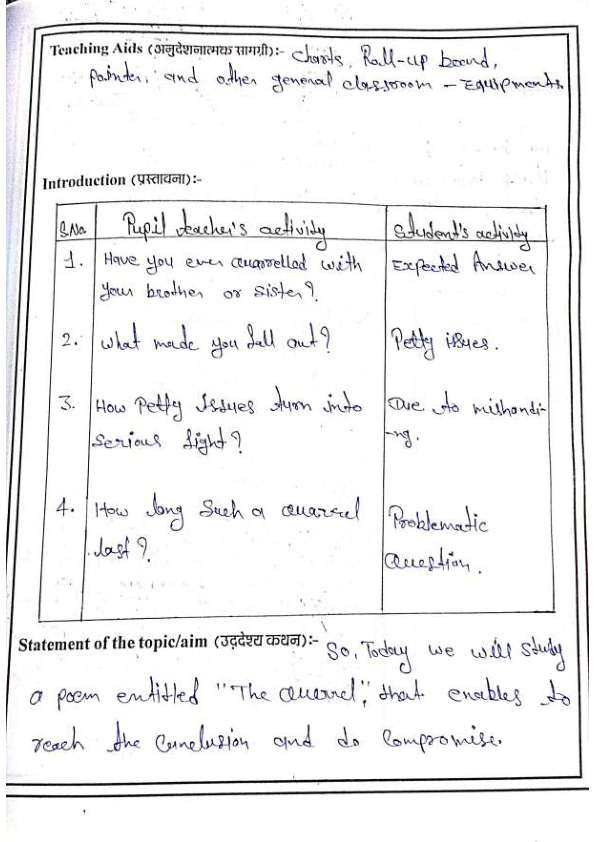 Teaching Aids (अनुदेशनात्मक सामग्री):- Charts, Roll-up board,
pointer, and other general classroom - Equipments.
Introduction (प्रस्तावना):-
S.No. Pupil teacher's activity Student's activity
1. Have you ever quarrelled with Expected Answer
your brother or sister?
2. What made you fall out? Petty issues.
3. How Petty Issues turn into Due to mishandi-
serious fight? -ng.
4. How long Such a quarrel Problematic
last? Question.
Statement of the topic/aim (उद्देश्य कथन):- So, Today we will study
a poem entitled "The quarrel", that enables to
reach the Conclusion and do Compromise.